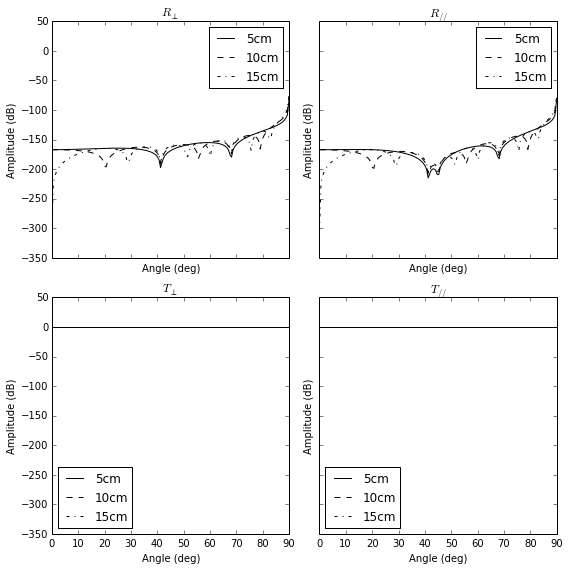 R⊥
R//
50
0
−50
−100
−150
−200
−250
−300
−350
Amplitude (dB)
5cm
10cm
15cm
Angle (deg)
Amplitude (dB)
5cm
10cm
15cm
Angle (deg)
T⊥
T//
50
0
−50
−100
−150
−200
−250
−300
−350
Amplitude (dB)
5cm
10cm
15cm
0 10 20 30 40 50 60 70 80 90
Angle (deg)
Amplitude (dB)
5cm
10cm
15cm
0 10 20 30 40 50 60 70 80 90
Angle (deg)